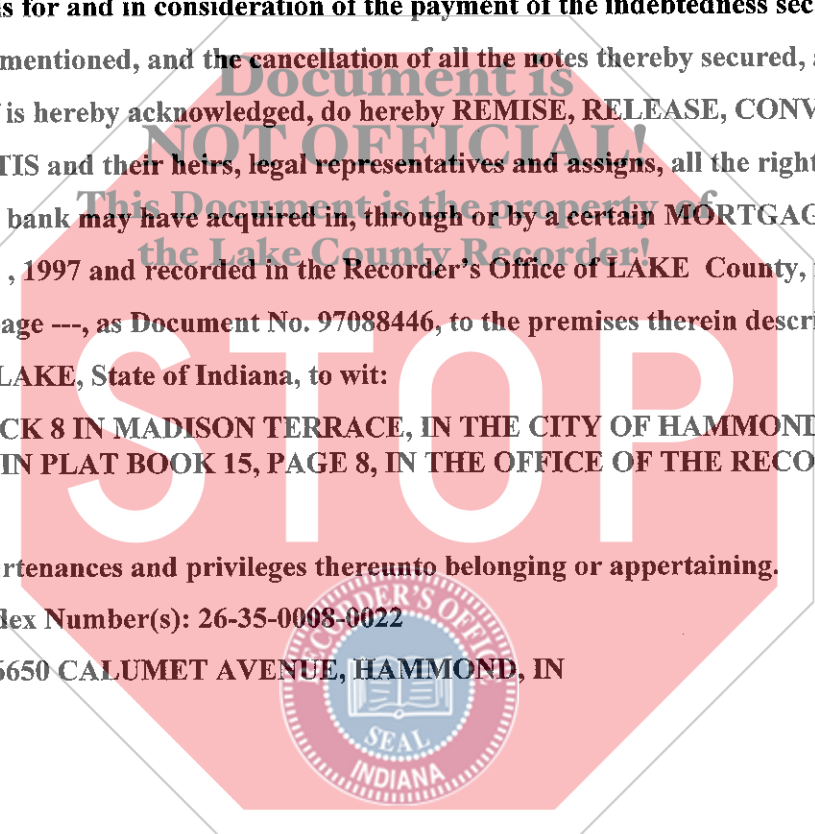 ns for and in consideration of the payment of the indebtedness sec
mentioned, and the cancellation of all the notes thereby secured, a
Document is
is hereby acknowledged, do hereby REMISE, RELEASE, CONV
NOT OFFICIAL!
TIS and their heirs, legal representatives and assigns, all the right
This Document is the property of
bank may have acquired in, through or by a certain MORTGAG
the Lake County Recorder!
, 1997 and recorded in the Recorder's Office of LAKE County,
age ---, as Document No. 97088446, to the premises therein descri
LAKE, State of Indiana, to wit:
STOP
CK 8 IN MADISON TERRACE, IN THE CITY OF HAMMOND
IN PLAT BOOK 15, PAGE 8, IN THE OFFICE OF THE RECO
rtenances and privileges thereunto belonging or appertaining.
dex Number(s): 26-35-0008-0022
5650 CALUMET AVENUE, HAMMOND, IN
RECORDER'S OFFICE
SEAL
INDIANA